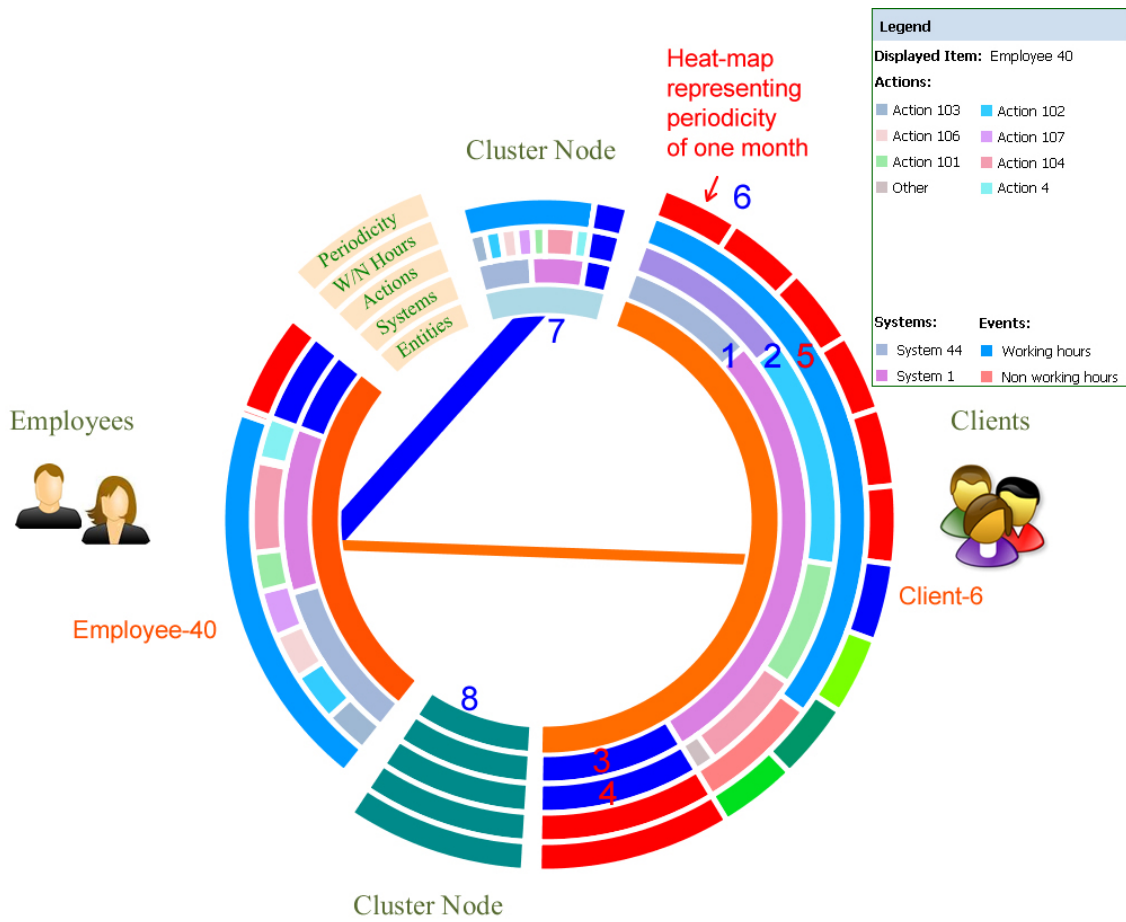 Legend
Displayed Item: Employee 40
Actions:
Action 103
Action 102
Action 106
Action 107
Action 101
Action 104
Other
Action 4
Systems:
Events:
System 44
Working hours
System 1
Non working hours
Heat-map
representing
periodicity
of one month
Cluster Node
6
Periodicity
W/N Hours
Actions
Systems
Entities
7
1
2
5
Employees
Clients
Client-6
Employee-40
8
3
4
Cluster Node